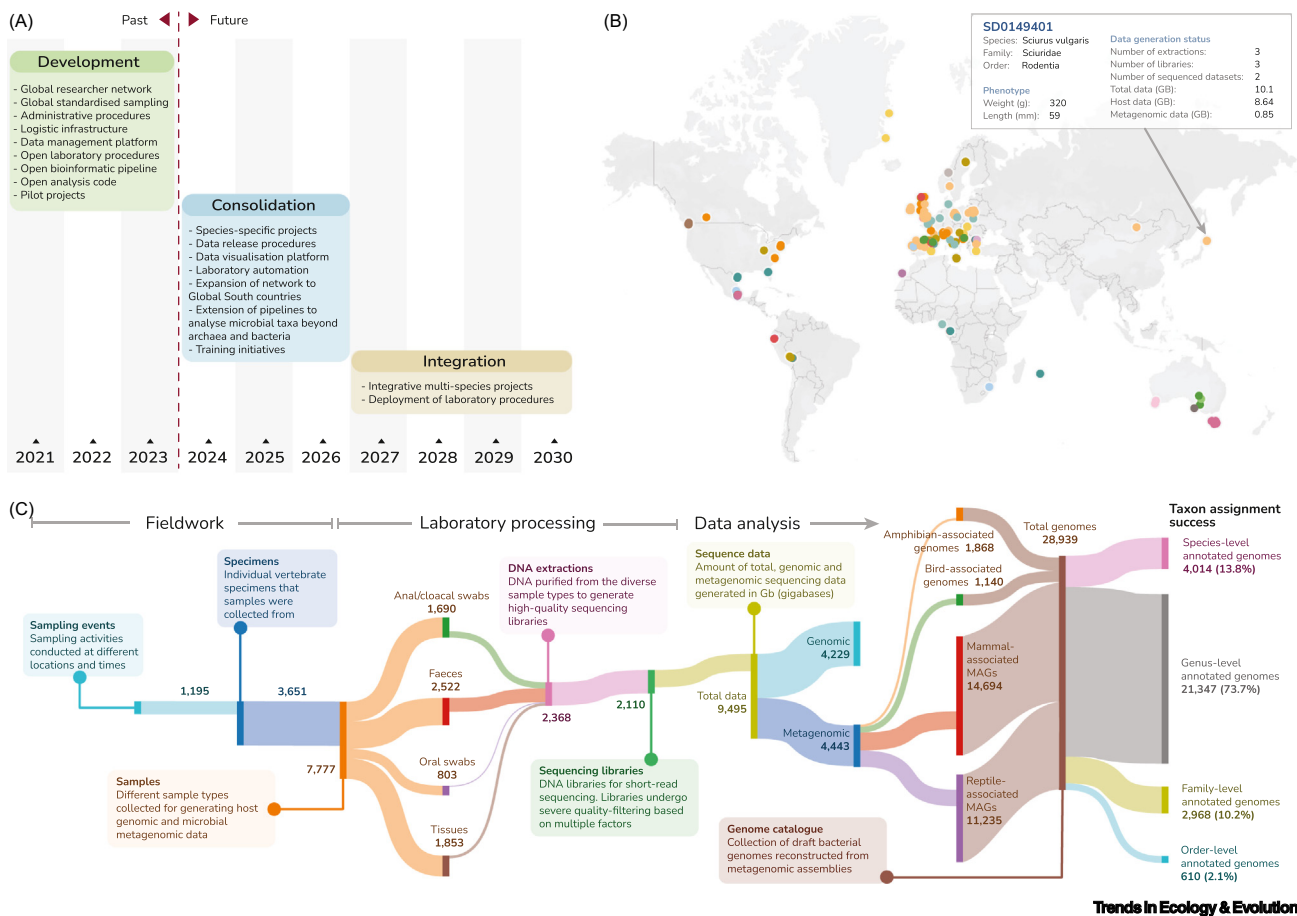 (A)
Past
Future
Development
- Global researcher network
- Global standardised sampling
- Administrative procedures
- Logistic infrastructure
- Data management platform
- Open laboratory procedures
- Open bioinformatic pipeline
- Open analysis code
- Pilot projects
Consolidation
- Species-specific projects
- Data release procedures
- Data visualisation platform
- Laboratory automation
- Expansion of network to
Global South countries
- Extension of pipelines to
analyse microbial taxa beyond
archaea and bacteria
- Training initiatives
Integration
- Integrative multi-species projects
- Deployment of laboratory procedures
2021 2022 2023 2024 2025 2026 2027 2028 2029 2030
(B)
SD0149401
Species: Sciurus vulgaris
Family: Sciuridae
Order: Rodentia
Phenotype
Weight (g): 320
Length (mm): 59
Data generation status
Number of extractions: 3
Number of libraries: 3
Number of sequenced datasets: 2
Total data (GB): 10.1
Host data (GB): 8.64
Metagenomic data (GB): 0.85
(C)
Fieldwork
Laboratory processing
Data analysis
Sampling events
Sampling activities
conducted at different
locations and times
1,195
Specimens
Individual vertebrate
specimens that
samples were
collected from
3,651
Samples
Different sample types
collected for generating host
genomic and microbial
metagenomic data
7,777
Anal/cloacal swabs
1,690
Faeces
2,522
Oral swabs
803
Tissues
1,853
DNA extractions
DNA purified from the diverse
sample types to generate
high-quality sequencing
libraries
2,368
2,110
Sequencing libraries
DNA libraries for short-read
sequencing. Libraries undergo
severe quality-filtering based
on multiple factors
Sequence data
Amount of total, genomic and
metagenomic sequencing data
generated in Gb (gigabases)
Total data
9,495
Genomic
4,229
Metagenomic
4,443
Amphibian-associated
genomes 1,868
Bird-associated
genomes 1,140
Mammal-
associated
MAGs
14,694
Reptile-
associated
MAGs
11,235
Genome catalogue
Collection of draft bacterial
genomes reconstructed from
metagenomic assemblies
Total genomes
28,939
Taxon assignment
success
Species-level
annotated genomes
4,014 (13.8%)
Genus-level
annotated genomes
21,347 (73.7%)
Family-level
annotated genomes
2,968 (10.2%)
Order-level
annotated genomes
610 (2.1%)
Trends in Ecology & Evolution